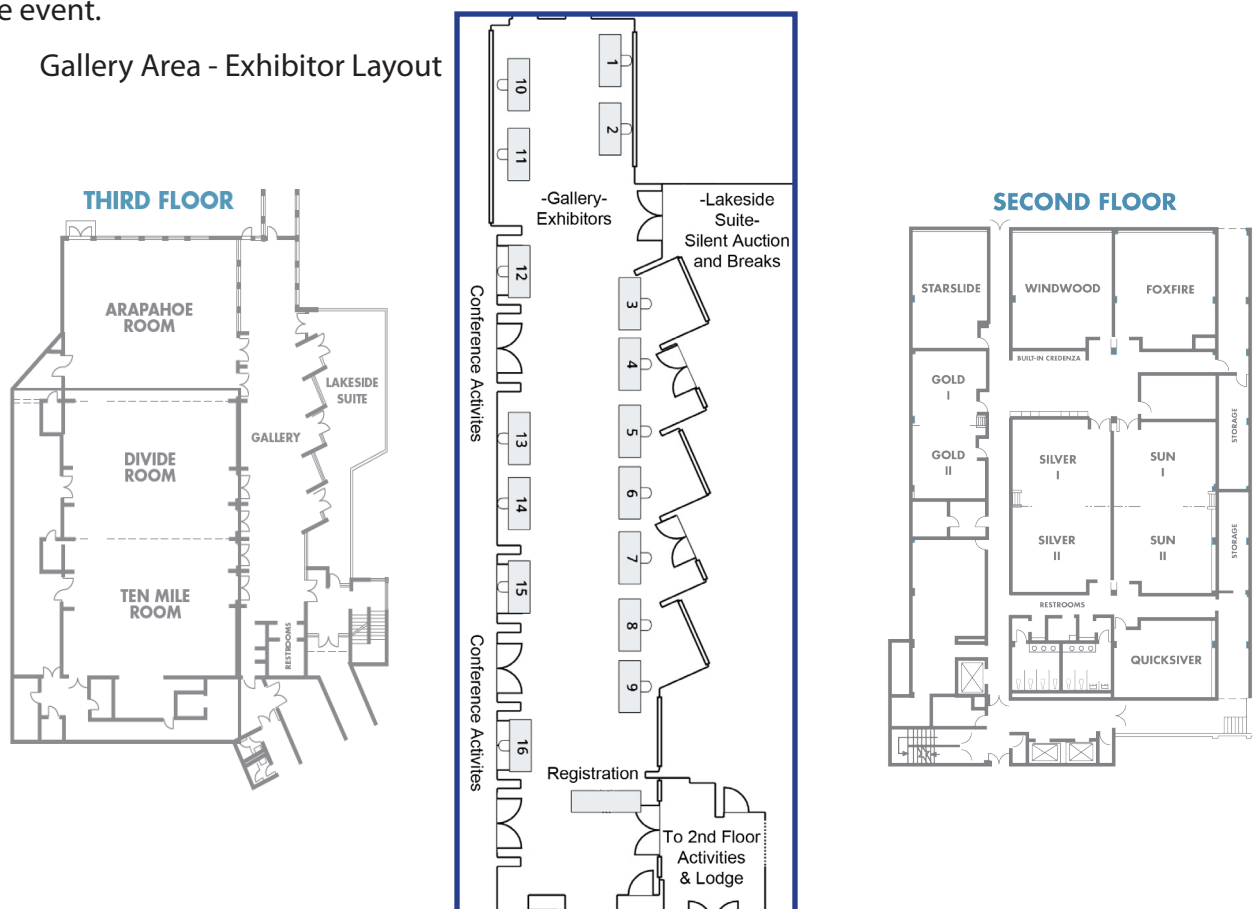 e event.
Gallery Area - Exhibitor Layout
THIRD FLOOR
ARAPAHOE
ROOM
LAKESIDE
SUITE
GALLERY
DIVIDE
ROOM
TEN MILE
ROOM
RESTROOMS
1
10
2
11
-Gallery-
Exhibitors
-Lakeside
Suite-
Silent Auction
and Breaks
12
3
Conference Activites
4
5
13
6
14
7
15
8
9
Conference Activites
16
Registration
To 2nd Floor
Activities
& Lodge
SECOND FLOOR
STARSLIDE
WINDWOOD
FOXFIRE
BUILT-IN CREDENZA
GOLD
I
STORAGE
GOLD
II
SILVER
I
SUN
I
SILVER
II
SUN
II
STORAGE
RESTROOMS
QUICKSIVER